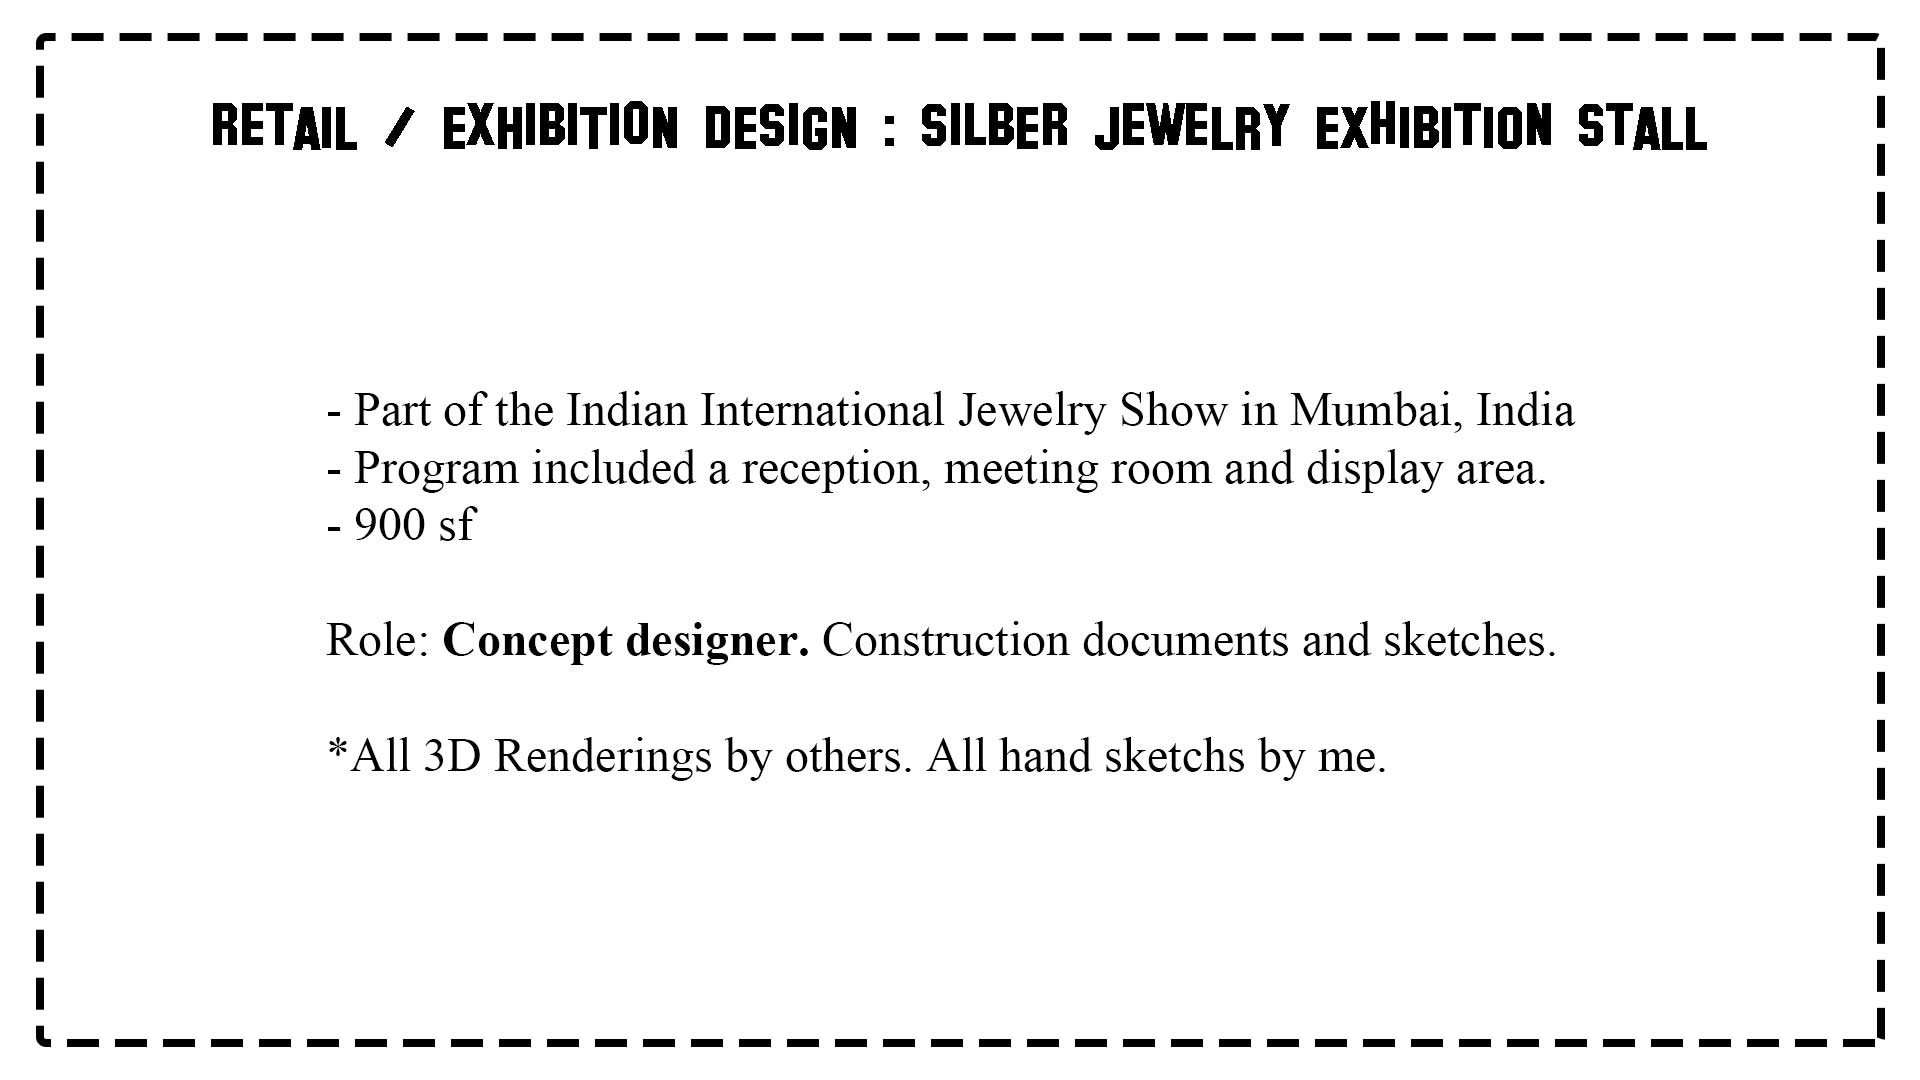 RETAIL / EXHIBITION DESIGN : SILBER JEWELRY EXHIBITION STALL
- Part of the Indian International Jewelry Show in Mumbai, India
- Program included a reception, meeting room and display area.
- 900 sf
Role: Concept designer. Construction documents and sketches.
*All 3D Renderings by others. All hand sketchs by me.